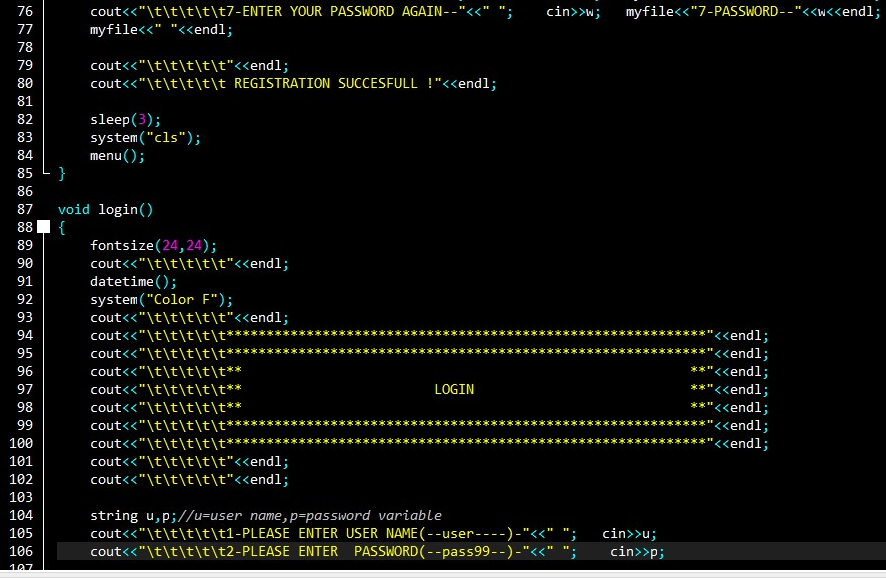 76 cout<<"\t\t\t\t\t7-ENTER YOUR PASSWORD AGAIN--"<<" ";    cin>>w;   myfile<<"7-PASSWORD--"<<w<<endl;
77 myfile<<" "<<endl;
78
79 cout<<"\t\t\t\t\t"<<endl;
80 cout<<"\t\t\t\t\t REGISTRATION SUCCESFULL !"<<endl;
81
82 sleep(3);
83 system("cls");
84 menu();
85 }
86
87 void login()
88 {
89 fontsize(24,24);
90 cout<<"\t\t\t\t\t"<<endl;
91 datetime();
92 system("Color F");
93 cout<<"\t\t\t\t\t"<<endl;
94 cout<<"\t\t\t\t\t************************************************************"<<endl;
95 cout<<"\t\t\t\t\t************************************************************"<<endl;
96 cout<<"\t\t\t\t\t**                                                        **"<<endl;
97 cout<<"\t\t\t\t\t**                        LOGIN                           **"<<endl;
98 cout<<"\t\t\t\t\t**                                                        **"<<endl;
99 cout<<"\t\t\t\t\t************************************************************"<<endl;
100 cout<<"\t\t\t\t\t************************************************************"<<endl;
101 cout<<"\t\t\t\t\t"<<endl;
102 cout<<"\t\t\t\t\t"<<endl;
103
104 string u,p;//u=user name,p=password variable
105 cout<<"\t\t\t\t\t1-PLEASE ENTER USER NAME(--user----)-"<<" ";   cin>>u;
106 cout<<"\t\t\t\t\t2-PLEASE ENTER  PASSWORD(--pass99--)-"<<" ";    cin>>p;
107